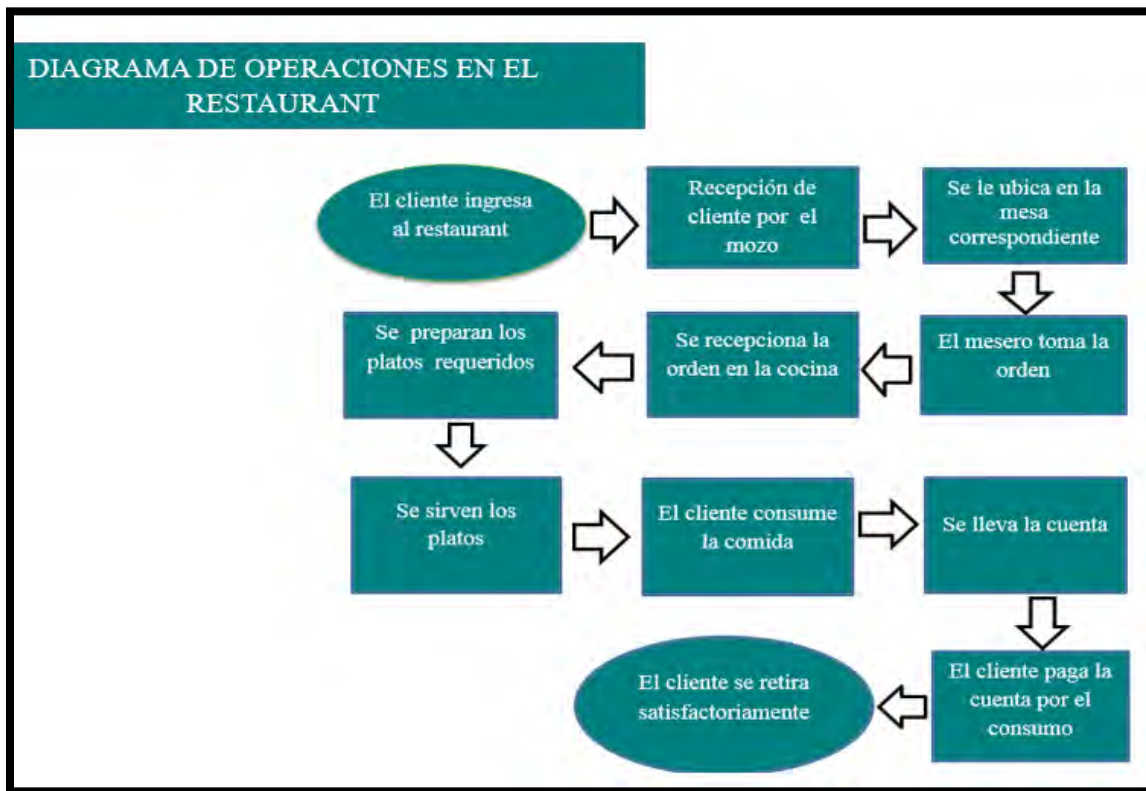 DIAGRAMA DE OPERACIONES EN EL
RESTAURANT
El cliente ingresa
al restaurant
Recepción de
cliente por el
mozo
Se le ubica en la
mesa
correspondiente
El mesero toma la
orden
Se recepciona la
orden en la cocina
Se preparan los
platos requeridos
Se sirven los
platos
El cliente consume
la comida
Se lleva la cuenta
El cliente paga la
cuenta por el
consumo
El cliente se retira
satisfactoriamente